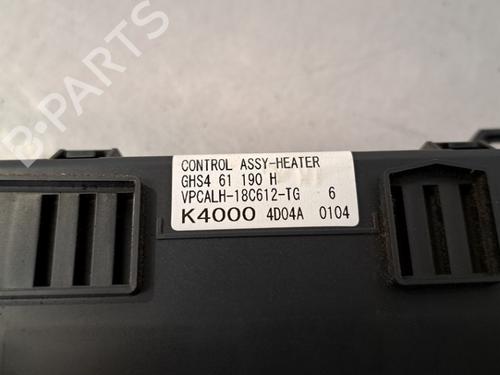 B-PARTS
CONTROL ASSY-HEATER
GHS4 61 190 H
VPCALH-18C612-TG 6
K4000 4D04A 0104